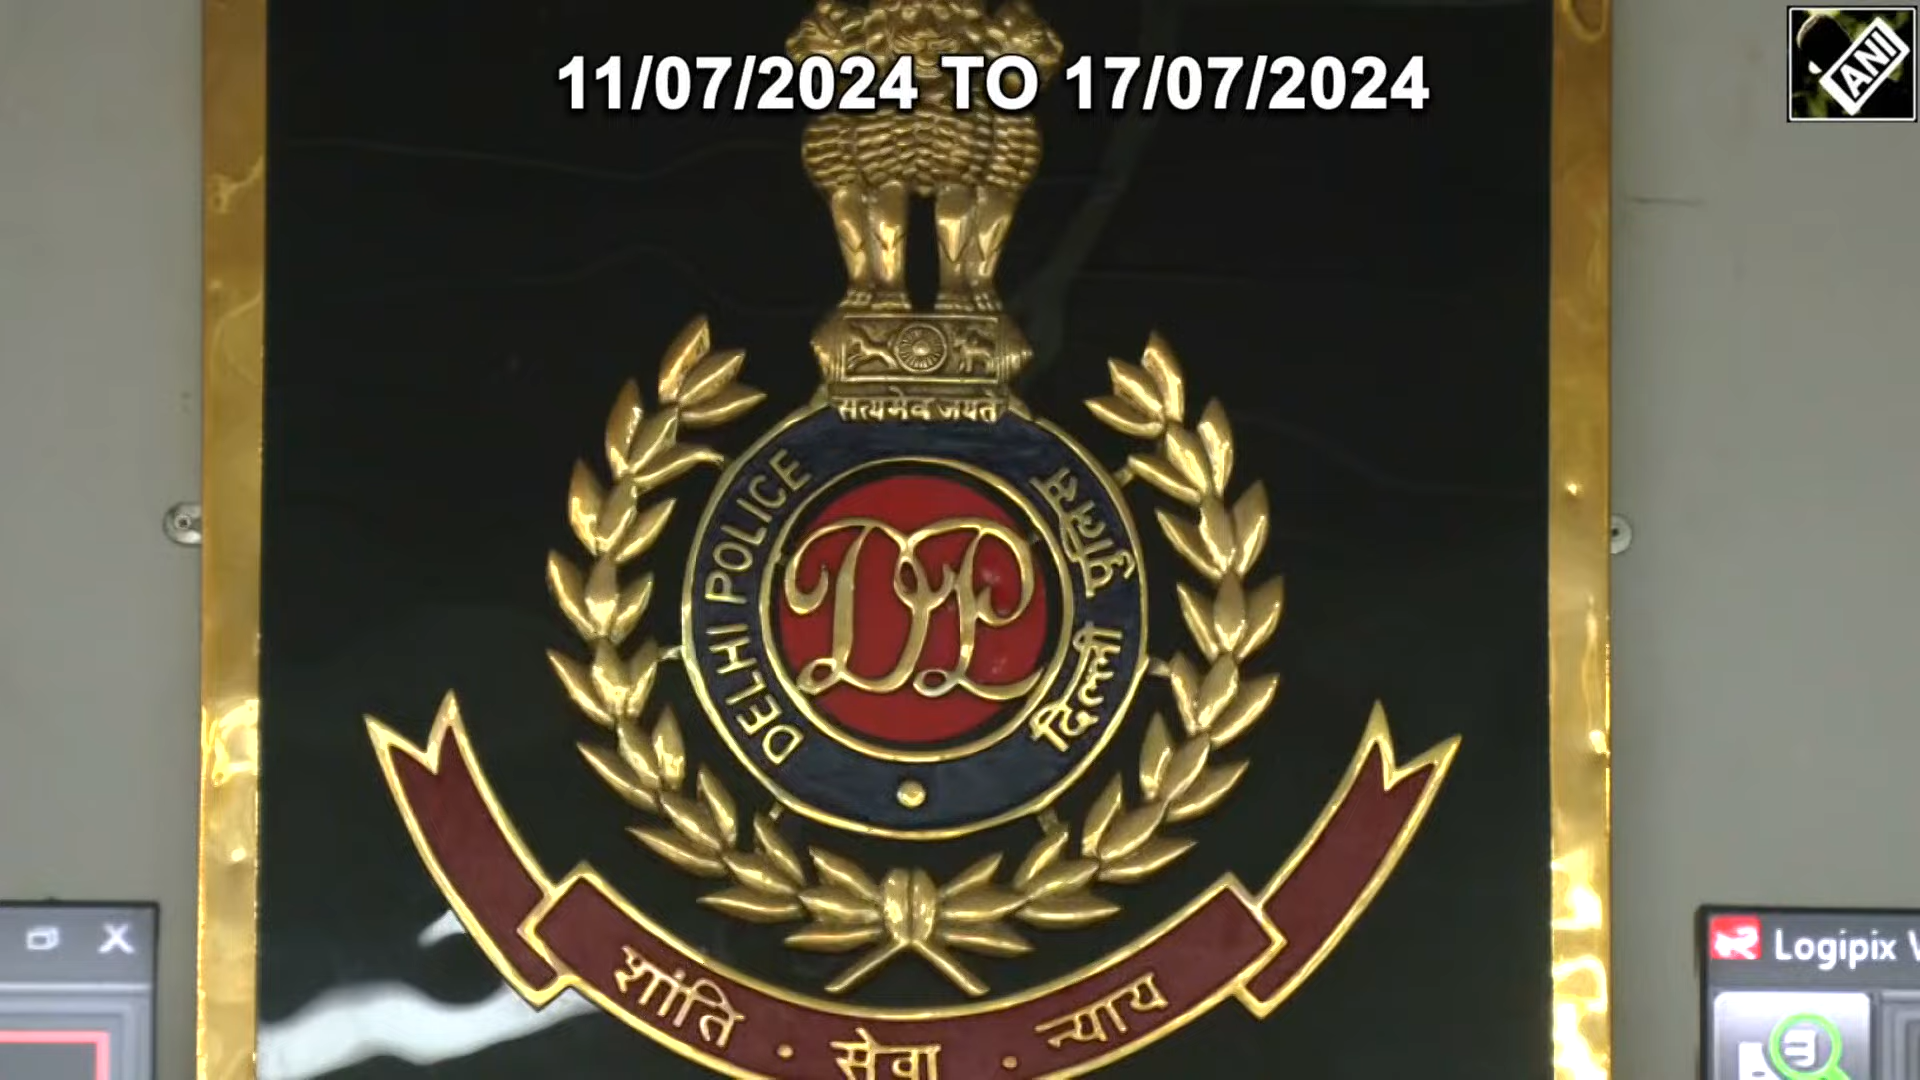 11/07/2024 TO 17/07/2024
ANI
सत्यमेव जयते
DELHI POLICE
दिल्ली पुलिस
DP
शांति · सेवा · न्याय
X
Logipix V